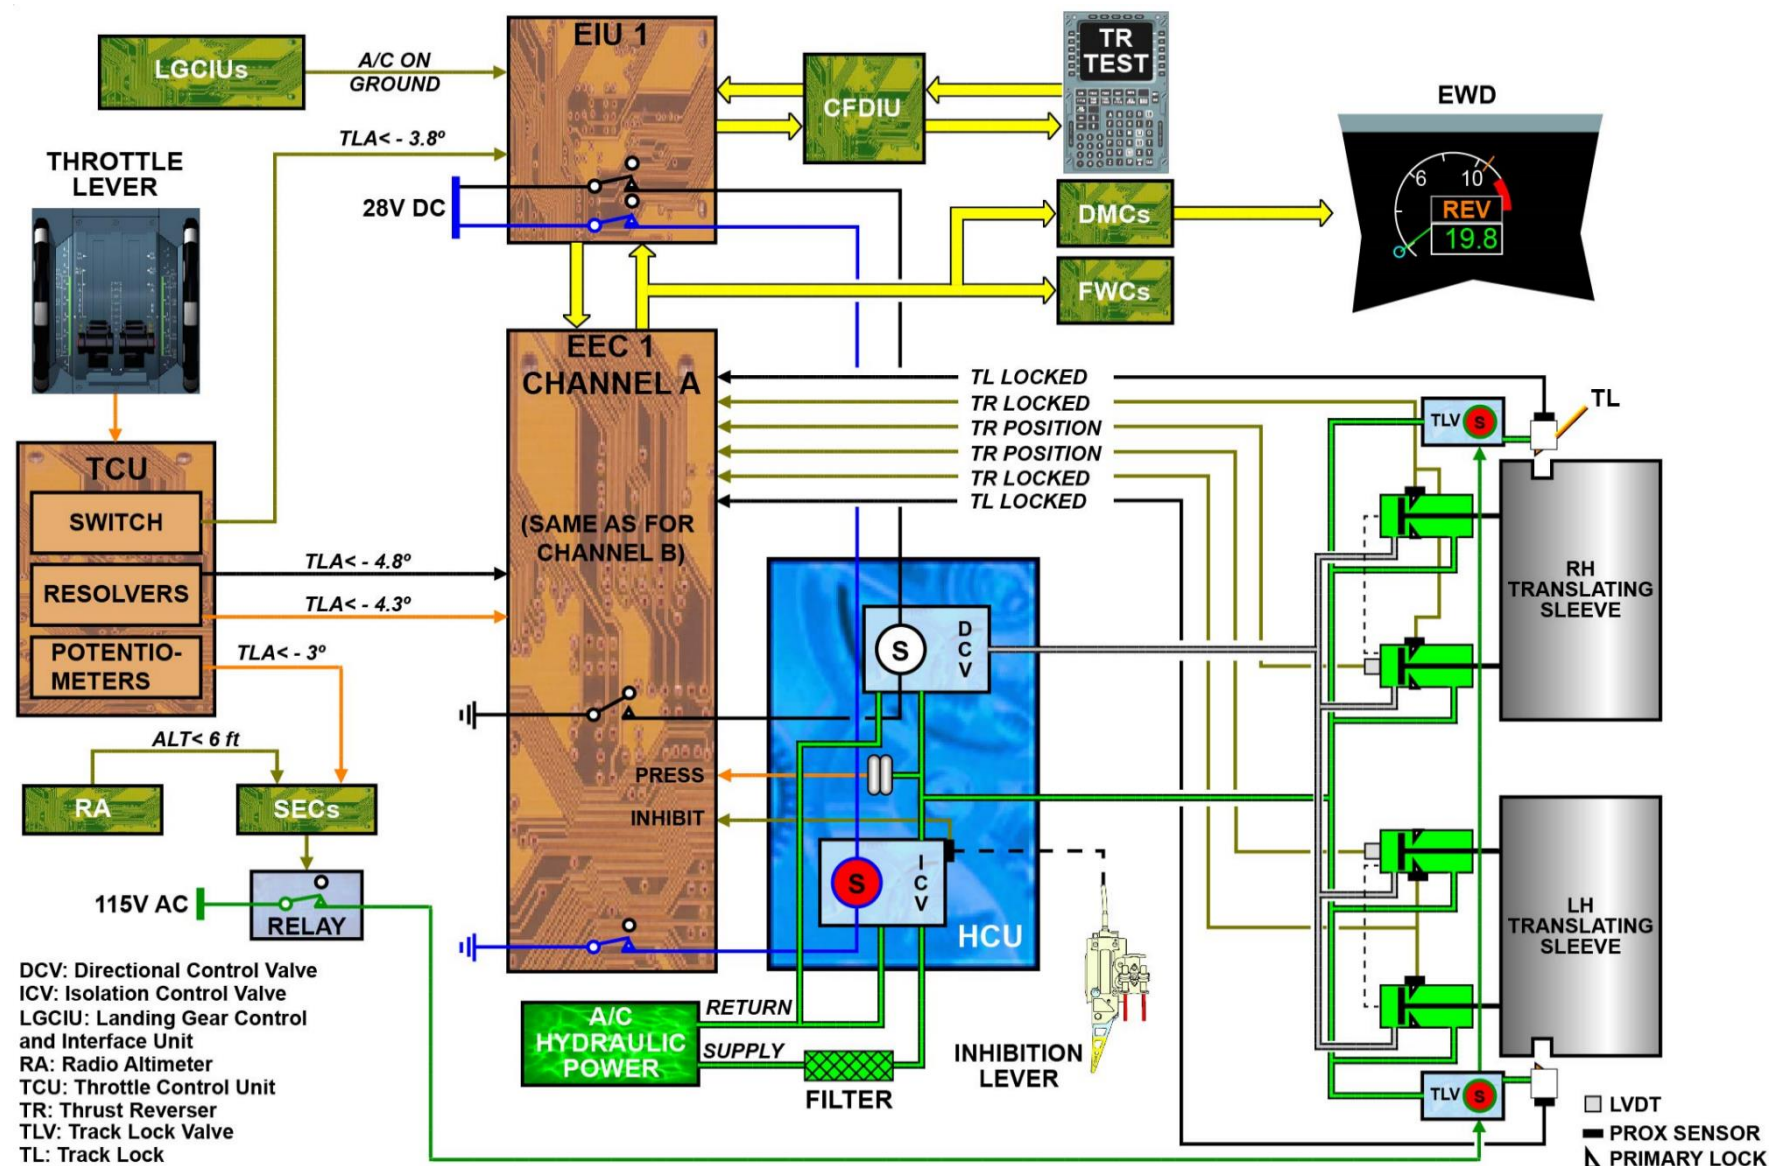 EIU 1
LGCIUs
A/C ON
GROUND
TLA< - 3.8º
28V DC
CFDIU
TR
TEST
EWD
6
10
REV
19.8
DMCs
FWCs
THROTTLE
LEVER
EEC 1
CHANNEL A
(SAME AS FOR
CHANNEL B)
TL LOCKED
TR LOCKED
TR POSITION
TR POSITION
TR LOCKED
TL LOCKED
TLV
S
TL
TCU
SWITCH
RESOLVERS
POTENTIO-
METERS
TLA< - 4.8º
TLA< - 4.3º
TLA< - 3º
RH
TRANSLATING
SLEEVE
S
DCV
ALT< 6 ft
RA
SECs
PRESS
INHIBIT
115V AC
RELAY
S
ICV
HCU
LH
TRANSLATING
SLEEVE
A/C
HYDRAULIC
POWER
RETURN
SUPPLY
FILTER
INHIBITION
LEVER
TLV
S
DCV: Directional Control Valve
ICV: Isolation Control Valve
LGCIU: Landing Gear Control
and Interface Unit
RA: Radio Altimeter
TCU: Throttle Control Unit
TR: Thrust Reverser
TLV: Track Lock Valve
TL: Track Lock
LVDT
PROX SENSOR
PRIMARY LOCK